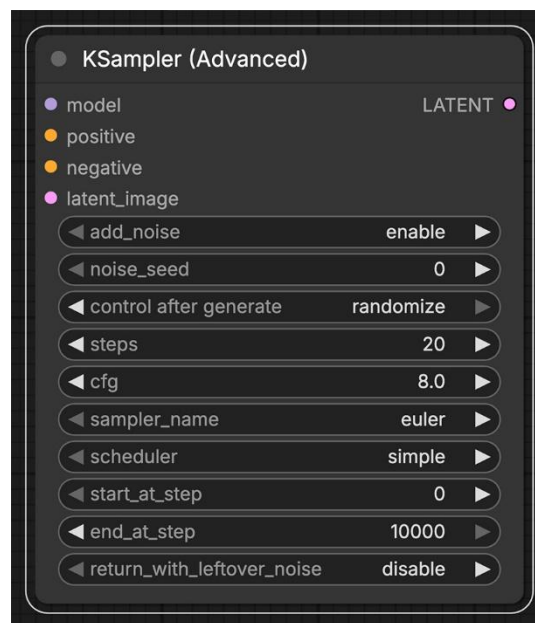 KSampler (Advanced)
model LATENT
positive
negative
latent_image
add_noise enable
noise_seed 0
control after generate randomize
steps 20
cfg 8.0
sampler_name euler
scheduler simple
start_at_step 0
end_at_step 10000
return_with_leftover_noise disable